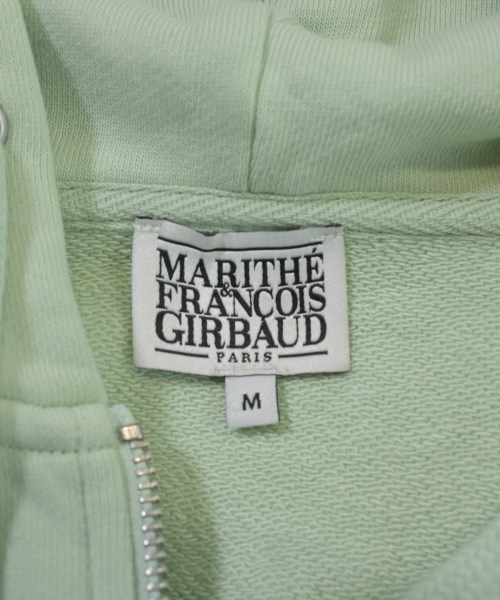 MARITHÉ
&
FRANÇOIS
GIRBAUD
PARIS
M